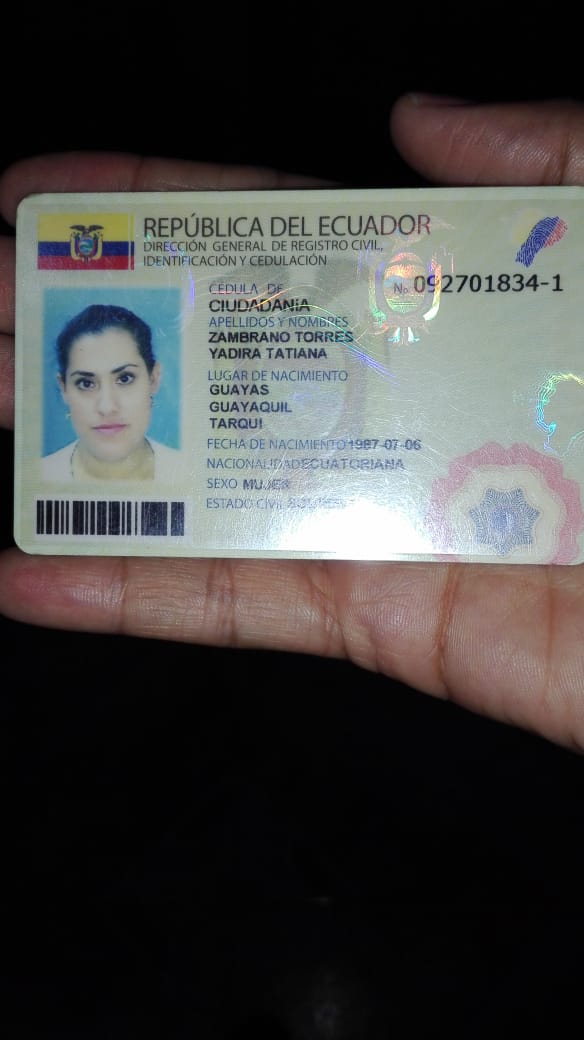 REPÚBLICA DEL ECUADOR
DIRECCIÓN GENERAL DE REGISTRO CIVIL,
IDENTIFICACIÓN Y CEDULACIÓN
CÉDULA DE
CIUDADANÍA
No. 092701834-1
APELLIDOS Y NOMBRES
ZAMBRANO TORRES
YADIRA TATIANA
LUGAR DE NACIMIENTO
GUAYAS
GUAYAQUIL
TARQUI
FECHA DE NACIMIENTO 1987-07-06
NACIONALIDAD ECUATORIANA
SEXO MUJER
ESTADO CIVIL